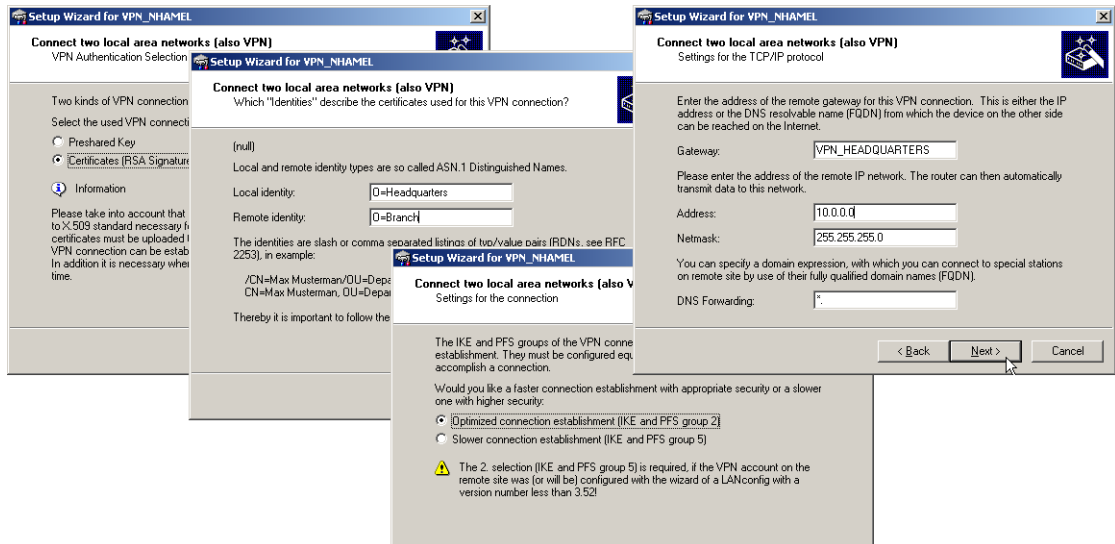 Setup Wizard for VPN_NHAMEL
Connect two local area networks (also VPN)
VPN Authentication Selection
Two kinds of VPN connection
Select the used VPN connecti
Preshared Key
Certificates (RSA Signature
Information
Please take into account that
to X.509 standard necessary f
certificates must be uploaded
VPN connection can be estab
In addition it is necessary whe
time.
Setup Wizard for VPN_NHAMEL
Connect two local area networks (also VPN)
Which "Identities" describe the certificates used for this VPN connection?
(null)
Local and remote identity types are so called ASN.1 Distinguished Names.
Local identity:
O=Headquarters
Remote identity:
O=Branch
The identities are slash or comma separated listings of typ/value pairs (RDNs, see RFC
2253), in example:
/CN=Max Musterman/OU=Depa
CN=Max Musterman, OU=Depa
Thereby it is important to follow the
Setup Wizard for VPN_NHAMEL
Connect two local area networks (also V
Settings for the connection
The IKE and PFS groups of the VPN conne
establishment. They must be configured equ
accomplish a connection.
Would you like a faster connection establishment with appropriate security or a slower
one with higher security:
Optimized connection establishment (IKE and PFS group 2)
Slower connection establishment (IKE and PFS group 5)
The 2. selection (IKE and PFS group 5) is required, if the VPN account on the
remote site was (or will be) configured with the wizard of a LANconfig with a
version number less than 3.52!
Setup Wizard for VPN_NHAMEL
Connect two local area networks (also VPN)
Settings for the TCP/IP protocol
Enter the address of the remote gateway for this VPN connection. This is either the IP
address or the DNS resolvable name (FQDN) from which the device on the other side
can be reached on the Internet.
Gateway:
VPN_HEADQUARTERS
Please enter the address of the remote IP network. The router can then automatically
transmit data to this network.
Address:
10.0.0.0
Netmask:
255.255.255.0
You can specify a domain expression, with which you can connect to special stations
on remote site by use of their fully qualified domain names (FQDN).
DNS Forwarding:
*.
< Back
Next >
Cancel